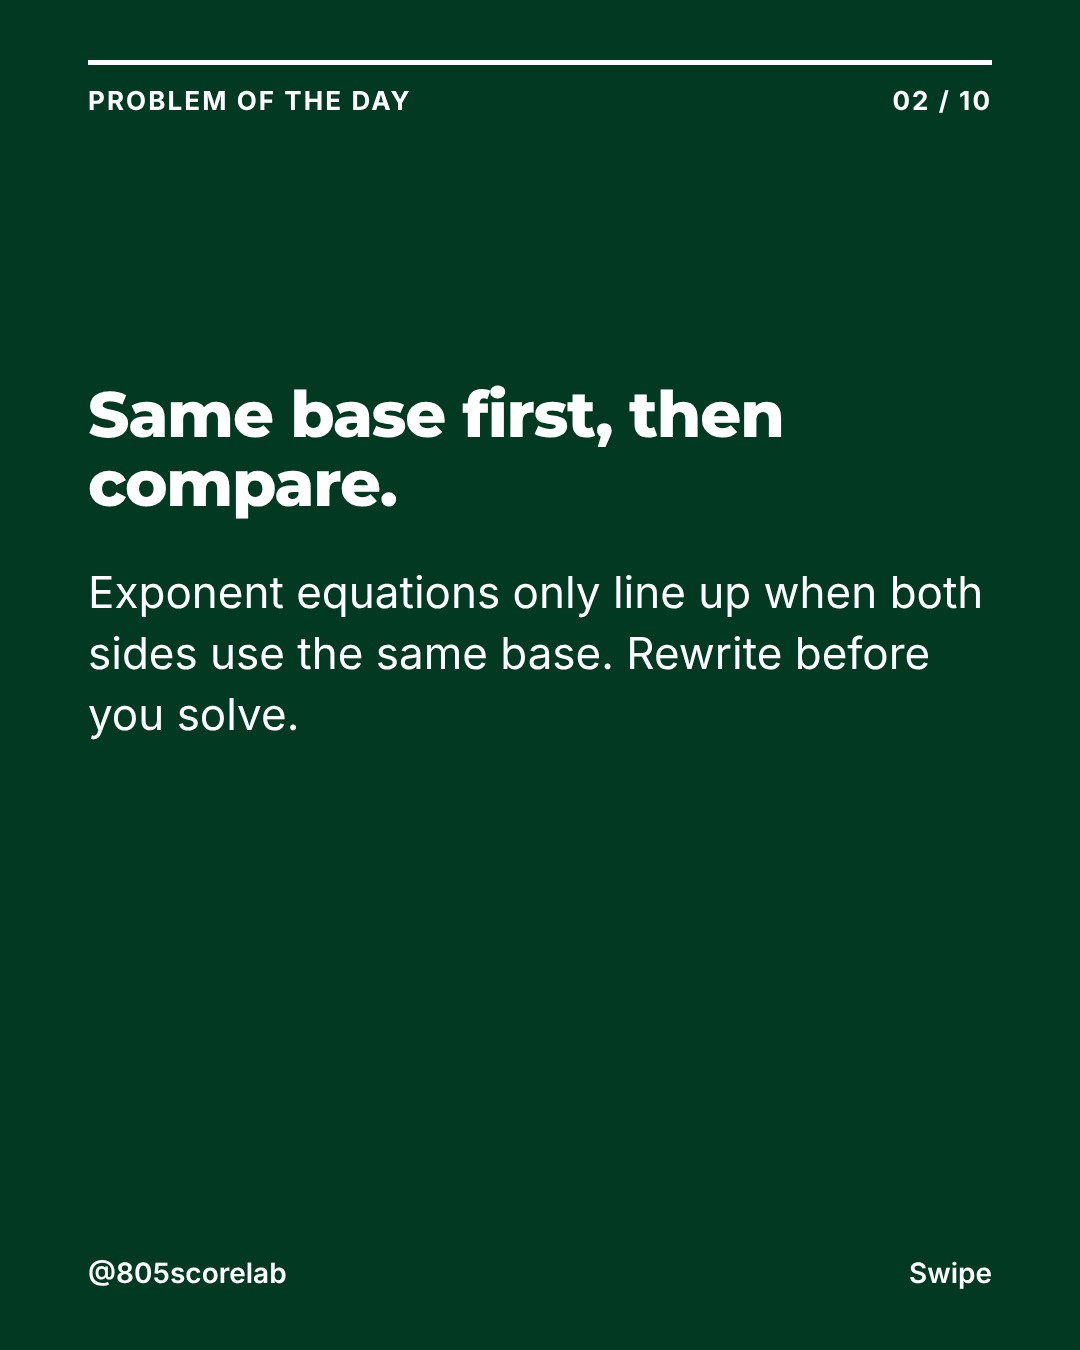 PROBLEM OF THE DAY
02 / 10
Same base first, then
compare.
Exponent equations only line up when both
sides use the same base. Rewrite before
you solve.
@805scorelab
Swipe